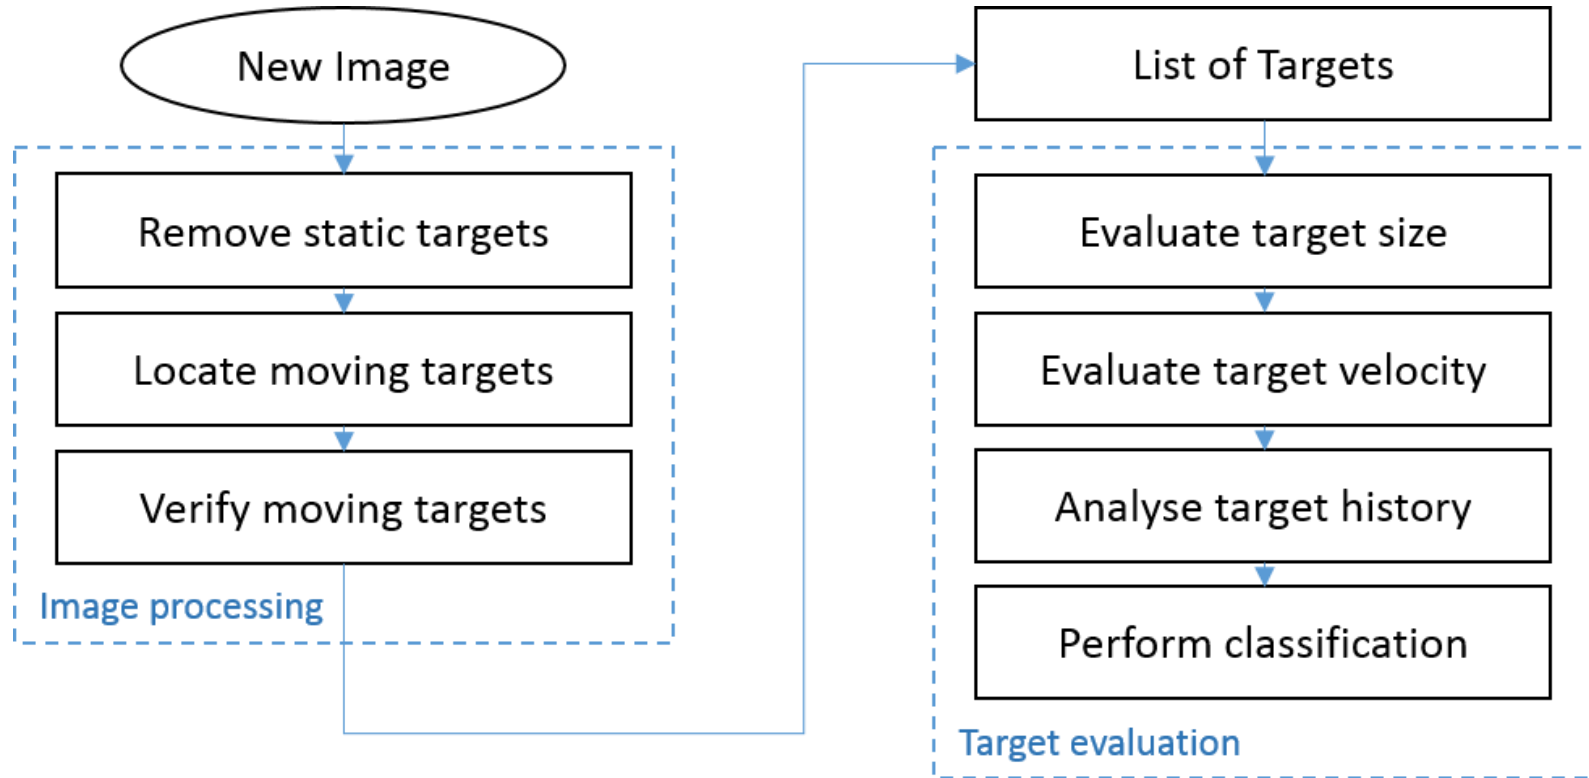 New Image
Remove static targets
Locate moving targets
Verify moving targets
Image processing
List of Targets
Evaluate target size
Evaluate target velocity
Analyse target history
Perform classification
Target evaluation